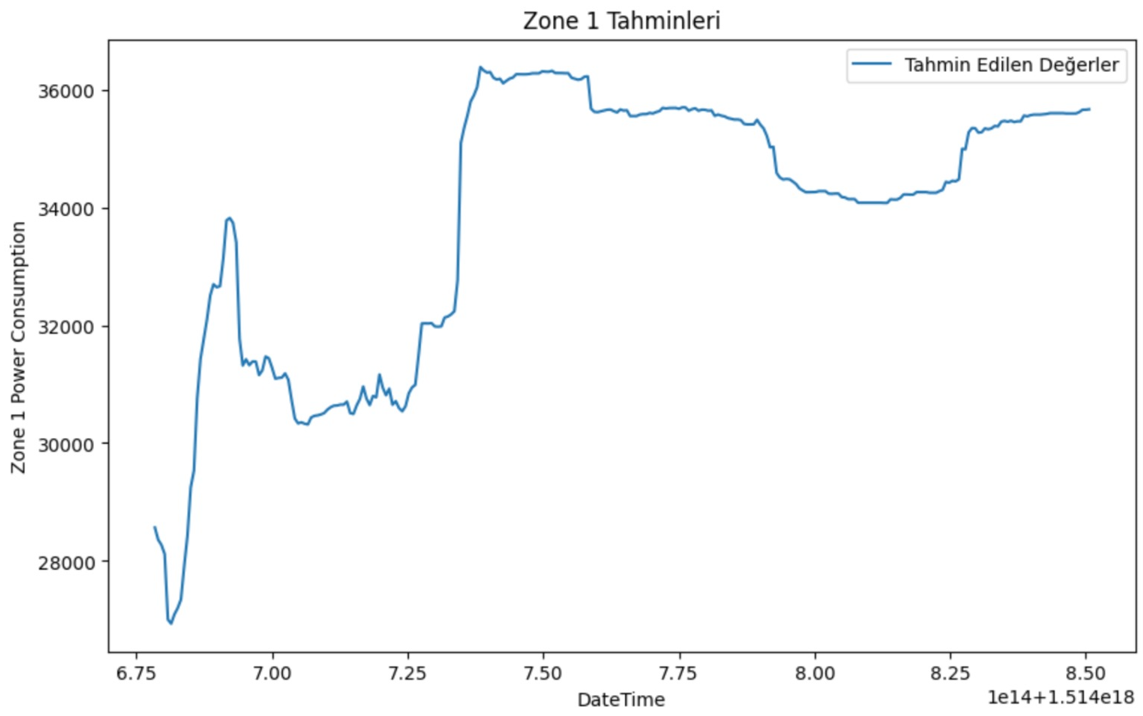 Zone 1 Tahminleri
Tahmin Edilen Değerler
Zone 1 Power Consumption
36000
34000
32000
30000
28000
6.75 7.00 7.25 7.50 7.75 8.00 8.25 8.50
DateTime
1e14+1.514e18